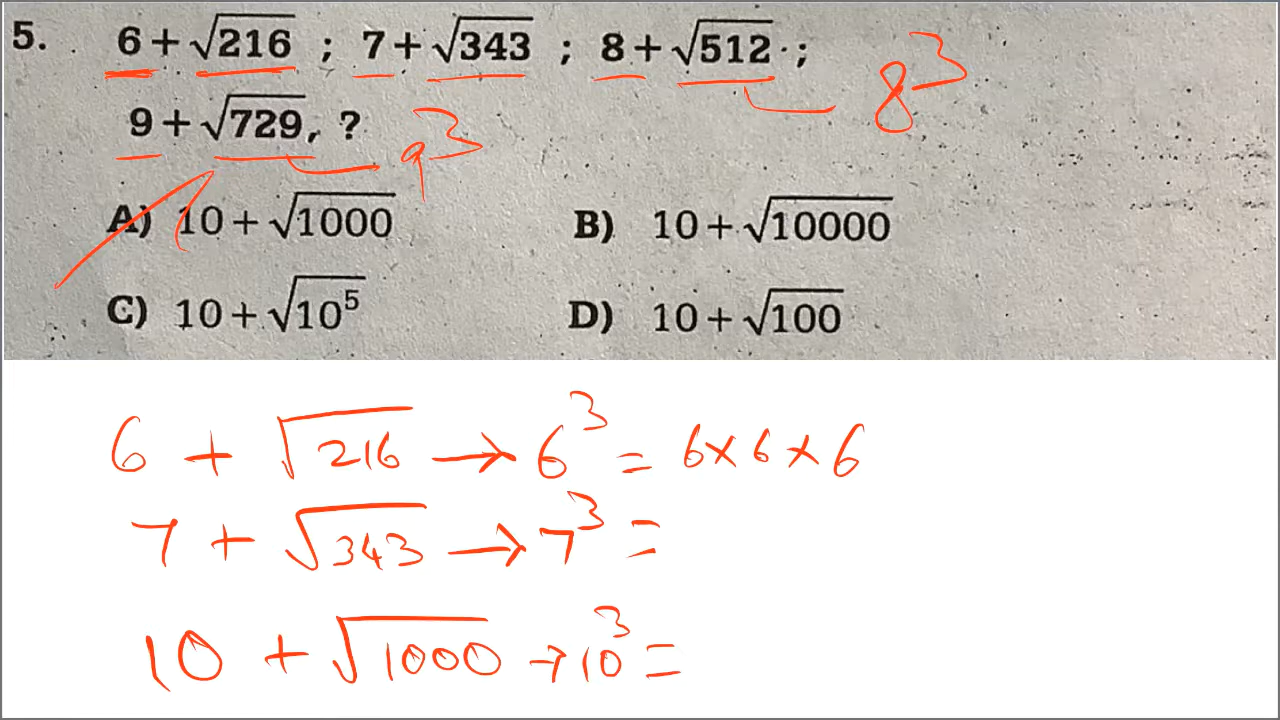 5. 6 + √216 ; 7 + √343 ; 8 + √512 ;
8³
9 + √729, ?
9³
A) 10 + √1000
B) 10 + √10000
C) 10 + √10⁵
D) 10 + √100
6 + √216 → 6³ = 6 × 6 × 6
7 + √343 → 7³ =
10 + √1000 → 10³ =